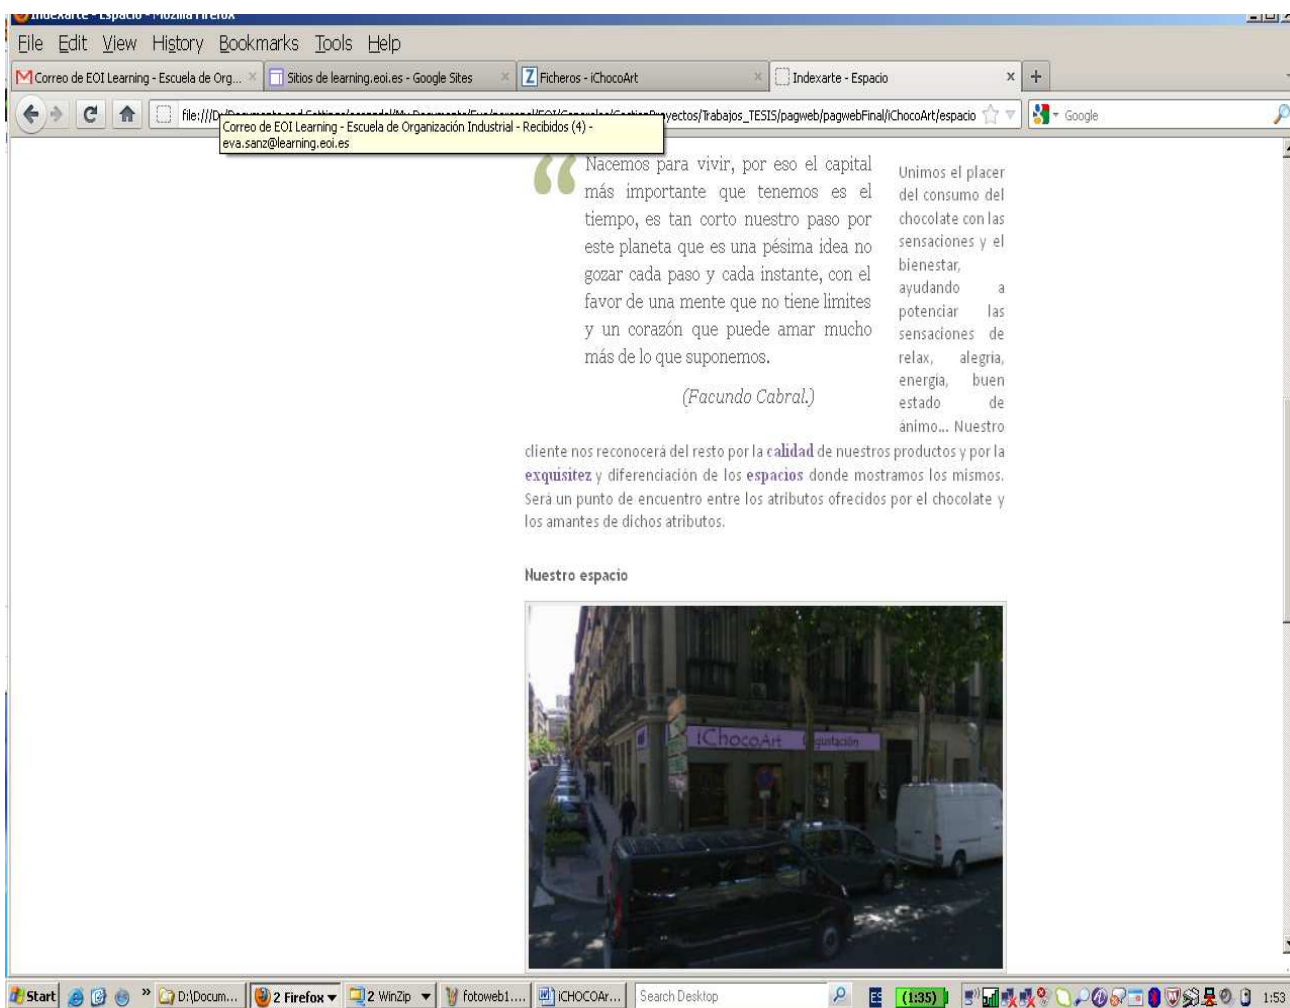 Indexarte - Espacio - Mozilla Firefox
File Edit View History Bookmarks Tools Help
Correo de EOI Learning - Escuela de Org... Sitios de learning.eoi.es - Google Sites Ficheros - iChocoArt Indexarte - Espacio
Google
Correo de EOI Learning - Escuela de Organización Industrial - Recibidos (4) -
eva.sanz@learning.eoi.es
“
Nacemos para vivir, por eso el capital
más importante que tenemos es el
tiempo, es tan corto nuestro paso por
este planeta que es una pésima idea no
gozar cada paso y cada instante, con el
favor de una mente que no tiene limites
y un corazón que puede amar mucho
más de lo que suponemos.
(Facundo Cabral.)
Unimos el placer
del consumo del
chocolate con las
sensaciones y el
bienestar,
ayudando a
potenciar las
sensaciones de
relax, alegria,
energía, buen
estado de
ánimo... Nuestro
cliente nos reconocerá del resto por la calidad de nuestros productos y por la
exquisitez y diferenciación de los espacios donde mostramos los mismos.
Será un punto de encuentro entre los atributos ofrecidos por el chocolate y
los amantes de dichos atributos.
Nuestro espacio
iChocoArt
Start » D:\Docum... 2 Firefox 2 WinZip fotoweb1.... iCHOCOAr... Search Desktop ES (1:35) 1:53